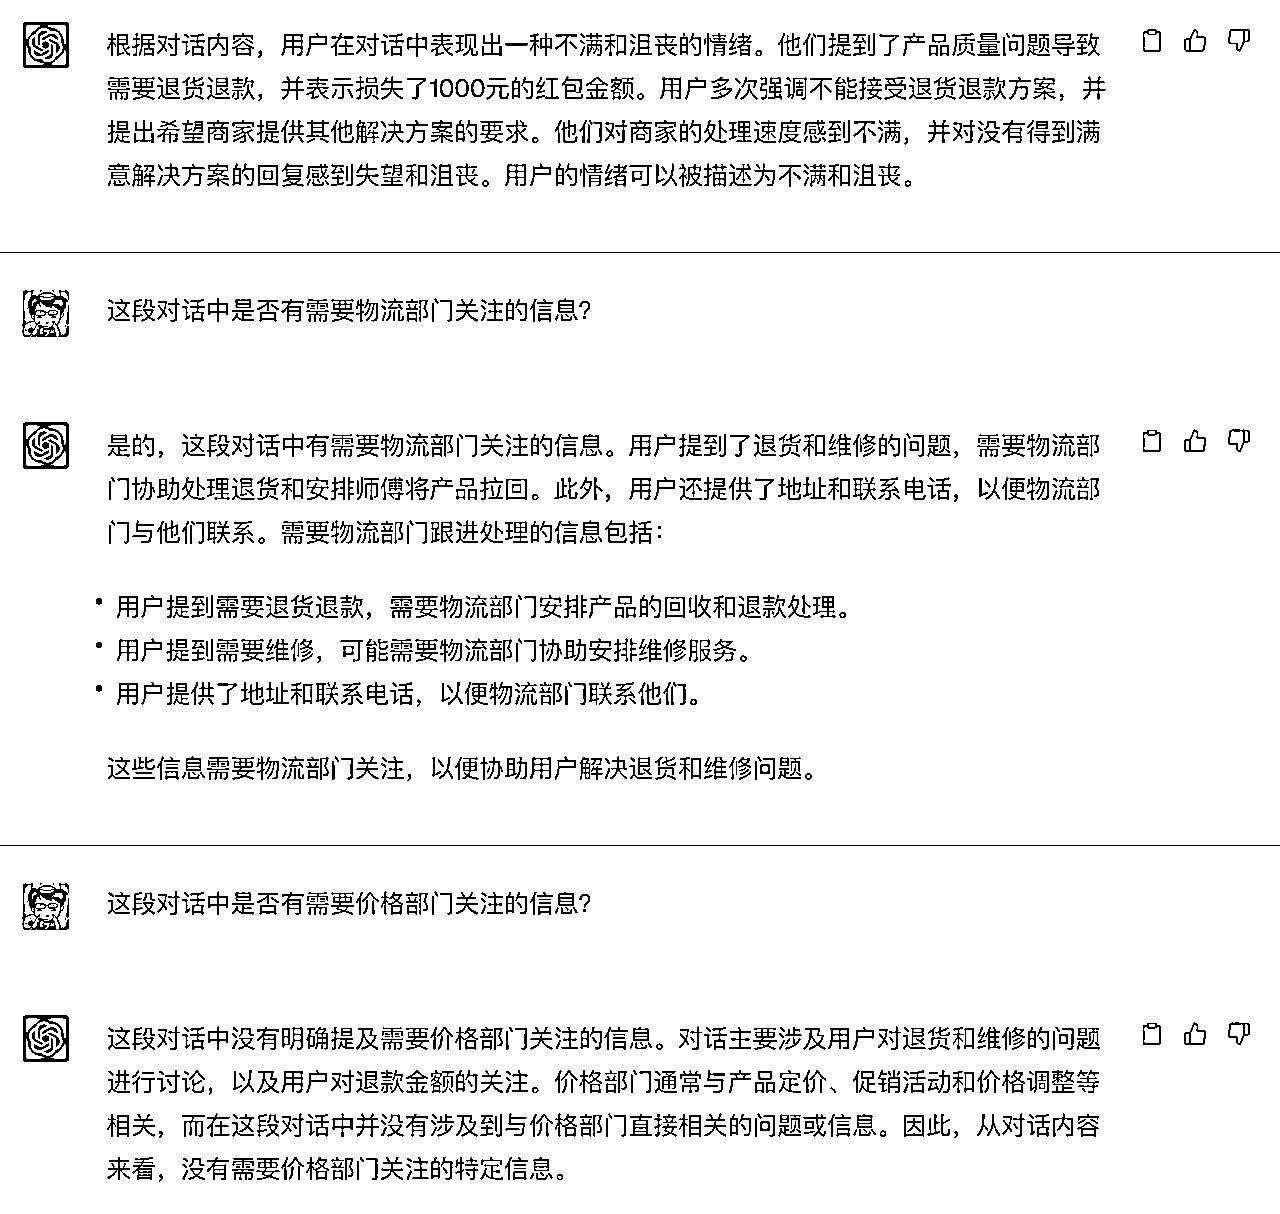 根据对话内容，用户在对话中表现出一种不满和沮丧的情绪。他们提到了产品质量问题导致
需要退货退款，并表示损失了1000元的红包金额。用户多次强调不能接受退货退款方案，并
提出希望商家提供其他解决方案的要求。他们对商家的处理速度感到不满，并对没有得到满
意解决方案的回复感到失望和沮丧。用户的情绪可以被描述为不满和沮丧。
这段对话中是否有需要物流部门关注的信息？
是的，这段对话中有需要物流部门关注的信息。用户提到了退货和维修的问题，需要物流部
门协助处理退货和安排师傅将产品拉回。此外，用户还提供了地址和联系电话，以便物流部
门与他们联系。需要物流部门跟进处理的信息包括：
• 用户提到需要退货退款，需要物流部门安排产品的回收和退款处理。
• 用户提到需要维修，可能需要物流部门协助安排维修服务。
• 用户提供了地址和联系电话，以便物流部门联系他们。
这些信息需要物流部门关注，以便协助用户解决退货和维修问题。
这段对话中是否有需要价格部门关注的信息？
这段对话中没有明确提及需要价格部门关注的信息。对话主要涉及用户对退货和维修的问题
进行讨论，以及用户对退款金额的关注。价格部门通常与产品定价、促销活动和价格调整等
相关，而在这段对话中并没有涉及到与价格部门直接相关的问题或信息。因此，从对话内容
来看，没有需要价格部门关注的特定信息。